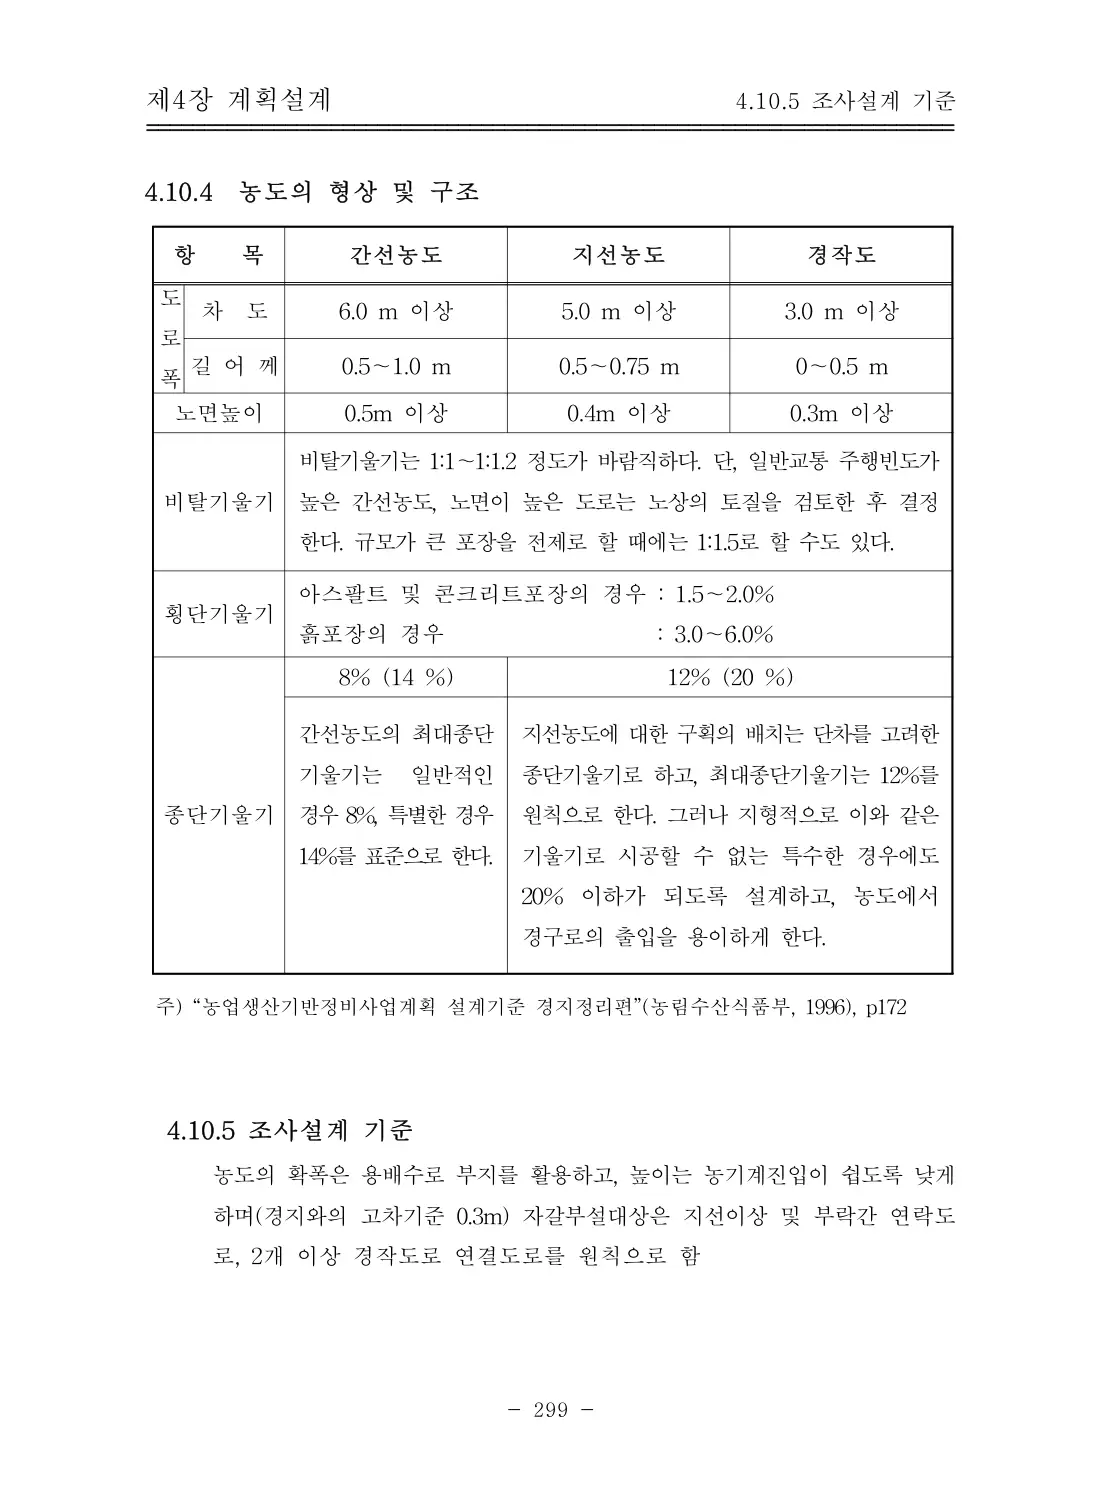 제4장 계획설계
4.10.5 조사설계 기준
4.10.4 농도의 형상 및 구조
항 목 간선농도 지선농도 경작도
도로폭
차 도 6.0 m 이상 5.0 m 이상 3.0 m 이상
길 어 께 0.5~1.0 m 0.5~0.75 m 0~0.5 m
노면높이 0.5m 이상 0.4m 이상 0.3m 이상
비탈기울기
비탈기울기는 1:1~1:1.2 정도가 바람직하다. 단, 일반교통 주행빈도가
높은 간선농도, 노면이 높은 도로는 노상의 토질을 검토한 후 결정
한다. 규모가 큰 포장을 전제로 할 때에는 1:1.5로 할 수도 있다.
횡단기울기
아스팔트 및 콘크리트포장의 경우 : 1.5~2.0%
흙포장의 경우 : 3.0~6.0%
종단기울기
8% (14 %) 12% (20 %)
간선농도의 최대종단
기울기는 일반적인
경우 8%, 특별한 경우
14%를 표준으로 한다.
지선농도에 대한 구획의 배치는 단차를 고려한
종단기울기로 하고, 최대종단기울기는 12%를
원칙으로 한다. 그러나 지형적으로 이와 같은
기울기로 시공할 수 없는 특수한 경우에도
20% 이하가 되도록 설계하고, 농도에서
경구로의 출입을 용이하게 한다.
주) “농업생산기반정비사업계획 설계기준 경지정리편”(농림수산식품부, 1996), p172
4.10.5 조사설계 기준
농도의 확폭은 용배수로 부지를 활용하고, 높이는 농기계진입이 쉽도록 낮게
하며(경지와의 고차기준 0.3m) 자갈부설대상은 지선이상 및 부락간 연락도
로, 2개 이상 경작도로 연결도로를 원칙으로 함
- 299 -